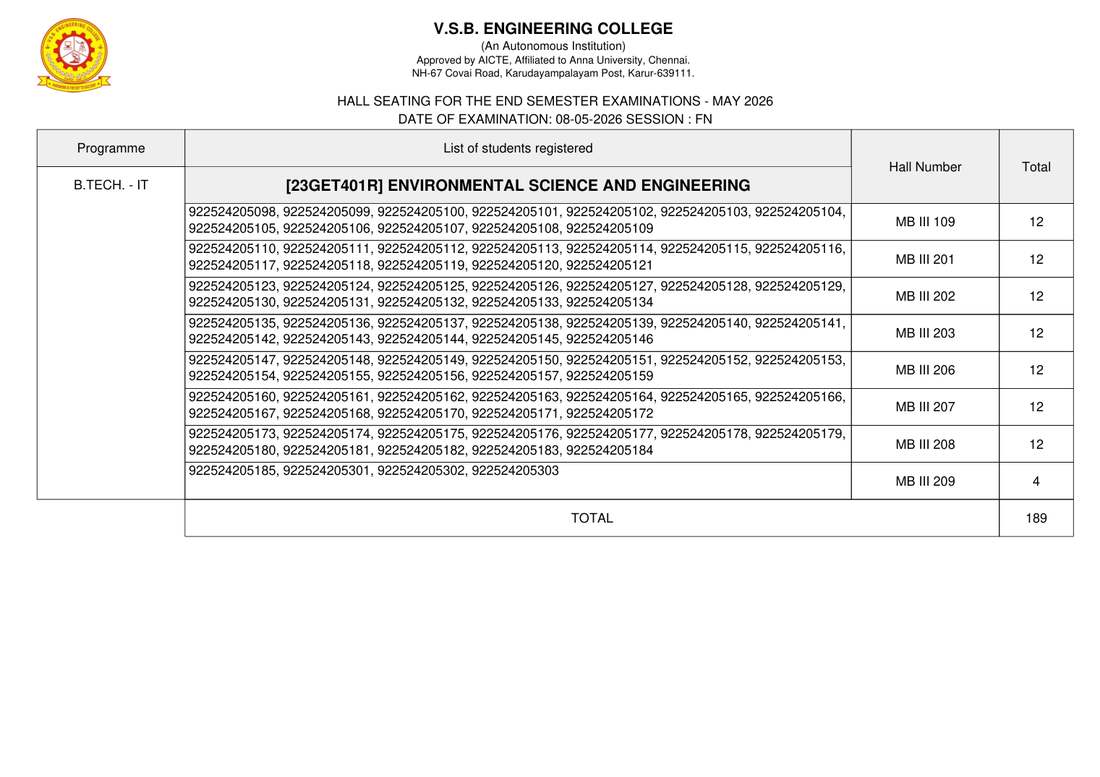 V.S.B. ENGINEERING COLLEGE
(An Autonomous Institution)
Approved by AICTE, Affiliated to Anna University, Chennai.
NH-67 Covai Road, Karudayampalayam Post, Karur-639111.
HALL SEATING FOR THE END SEMESTER EXAMINATIONS - MAY 2026
DATE OF EXAMINATION: 08-05-2026 SESSION : FN
Programme
List of students registered
Hall Number
Total
B.TECH. - IT
[23GET401R] ENVIRONMENTAL SCIENCE AND ENGINEERING
922524205098, 922524205099, 922524205100, 922524205101, 922524205102, 922524205103, 922524205104,
922524205105, 922524205106, 922524205107, 922524205108, 922524205109
MB III 109
12
922524205110, 922524205111, 922524205112, 922524205113, 922524205114, 922524205115, 922524205116,
922524205117, 922524205118, 922524205119, 922524205120, 922524205121
MB III 201
12
922524205123, 922524205124, 922524205125, 922524205126, 922524205127, 922524205128, 922524205129,
922524205130, 922524205131, 922524205132, 922524205133, 922524205134
MB III 202
12
922524205135, 922524205136, 922524205137, 922524205138, 922524205139, 922524205140, 922524205141,
922524205142, 922524205143, 922524205144, 922524205145, 922524205146
MB III 203
12
922524205147, 922524205148, 922524205149, 922524205150, 922524205151, 922524205152, 922524205153,
922524205154, 922524205155, 922524205156, 922524205157, 922524205159
MB III 206
12
922524205160, 922524205161, 922524205162, 922524205163, 922524205164, 922524205165, 922524205166,
922524205167, 922524205168, 922524205170, 922524205171, 922524205172
MB III 207
12
922524205173, 922524205174, 922524205175, 922524205176, 922524205177, 922524205178, 922524205179,
922524205180, 922524205181, 922524205182, 922524205183, 922524205184
MB III 208
12
922524205185, 922524205301, 922524205302, 922524205303
MB III 209
4
TOTAL
189